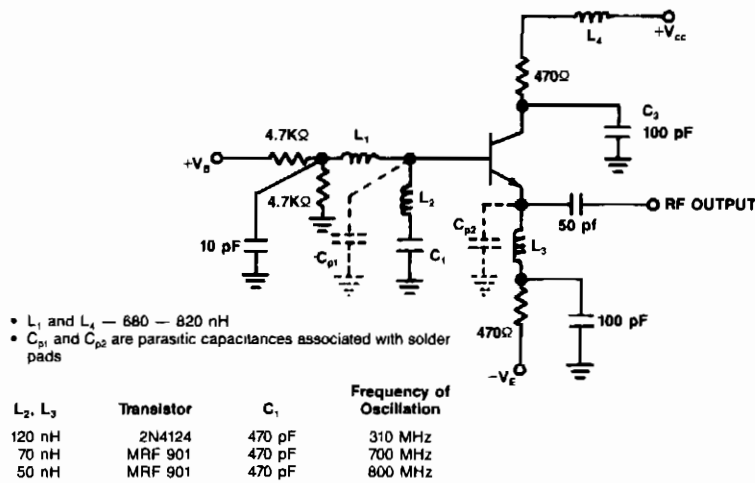 L₄
+Vcc
470Ω
C₃
100 pF
4.7KΩ
L₁
+VB
4.7KΩ
L₂
10 pF
Cp1
C₁
Cp2
L₃
50 pf
RF OUTPUT
470Ω
100 pF
−VE
• L₁ and L₄ — 680 — 820 nH
• Cp1 and Cp2 are parasitic capacitances associated with solder
pads
L₂, L₃ Transistor C₁ Frequency of Oscillation
120 nH 2N4124 470 pF 310 MHz
70 nH MRF 901 470 pF 700 MHz
50 nH MRF 901 470 pF 800 MHz